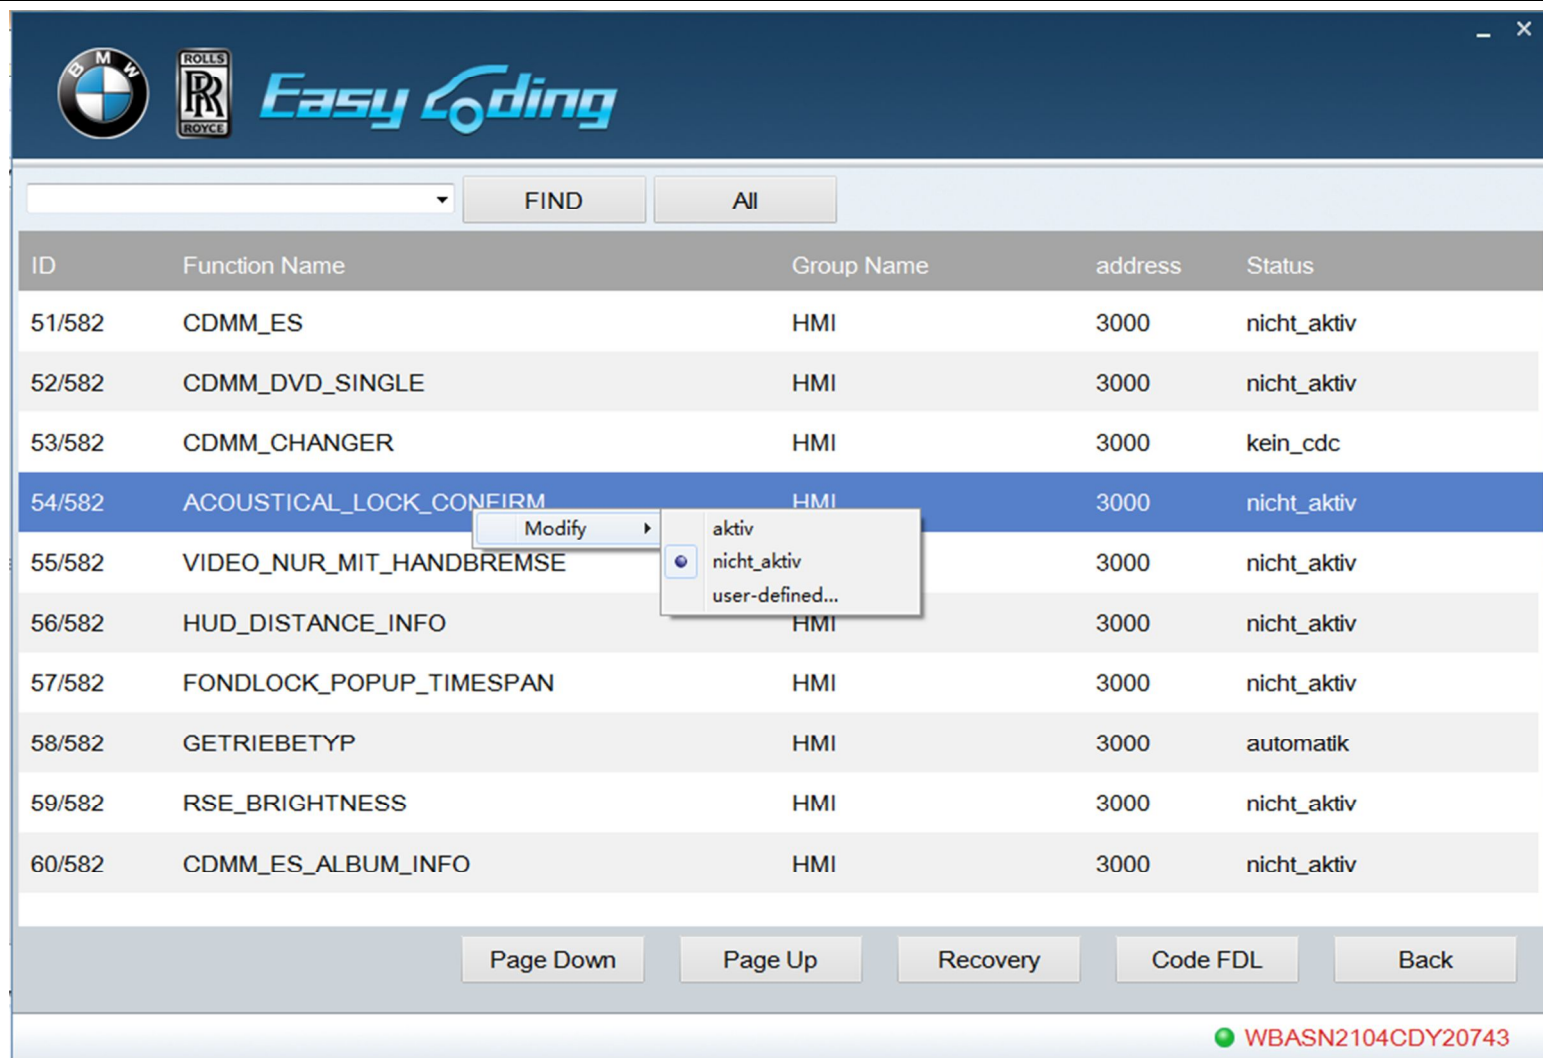 BMW ROLLS RR ROYCE Easy Coding
FIND All
ID Function Name Group Name address Status
51/582 CDMM_ES HMI 3000 nicht_aktiv
52/582 CDMM_DVD_SINGLE HMI 3000 nicht_aktiv
53/582 CDMM_CHANGER HMI 3000 kein_cdc
54/582 ACOUSTICAL_LOCK_CONFIRM HMI 3000 nicht_aktiv
Modify aktiv
nicht_aktiv
user-defined...
55/582 VIDEO_NUR_MIT_HANDBREMSE 3000 nicht_aktiv
56/582 HUD_DISTANCE_INFO HMI 3000 nicht_aktiv
57/582 FONDLOCK_POPUP_TIMESPAN HMI 3000 nicht_aktiv
58/582 GETRIEBETYP HMI 3000 automatik
59/582 RSE_BRIGHTNESS HMI 3000 nicht_aktiv
60/582 CDMM_ES_ALBUM_INFO HMI 3000 nicht_aktiv
Page Down Page Up Recovery Code FDL Back
WBASN2104CDY20743